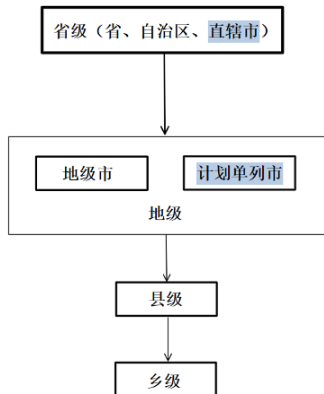 省级（省、自治区、直辖市）
地级市
计划单列市
地级
县级
乡级